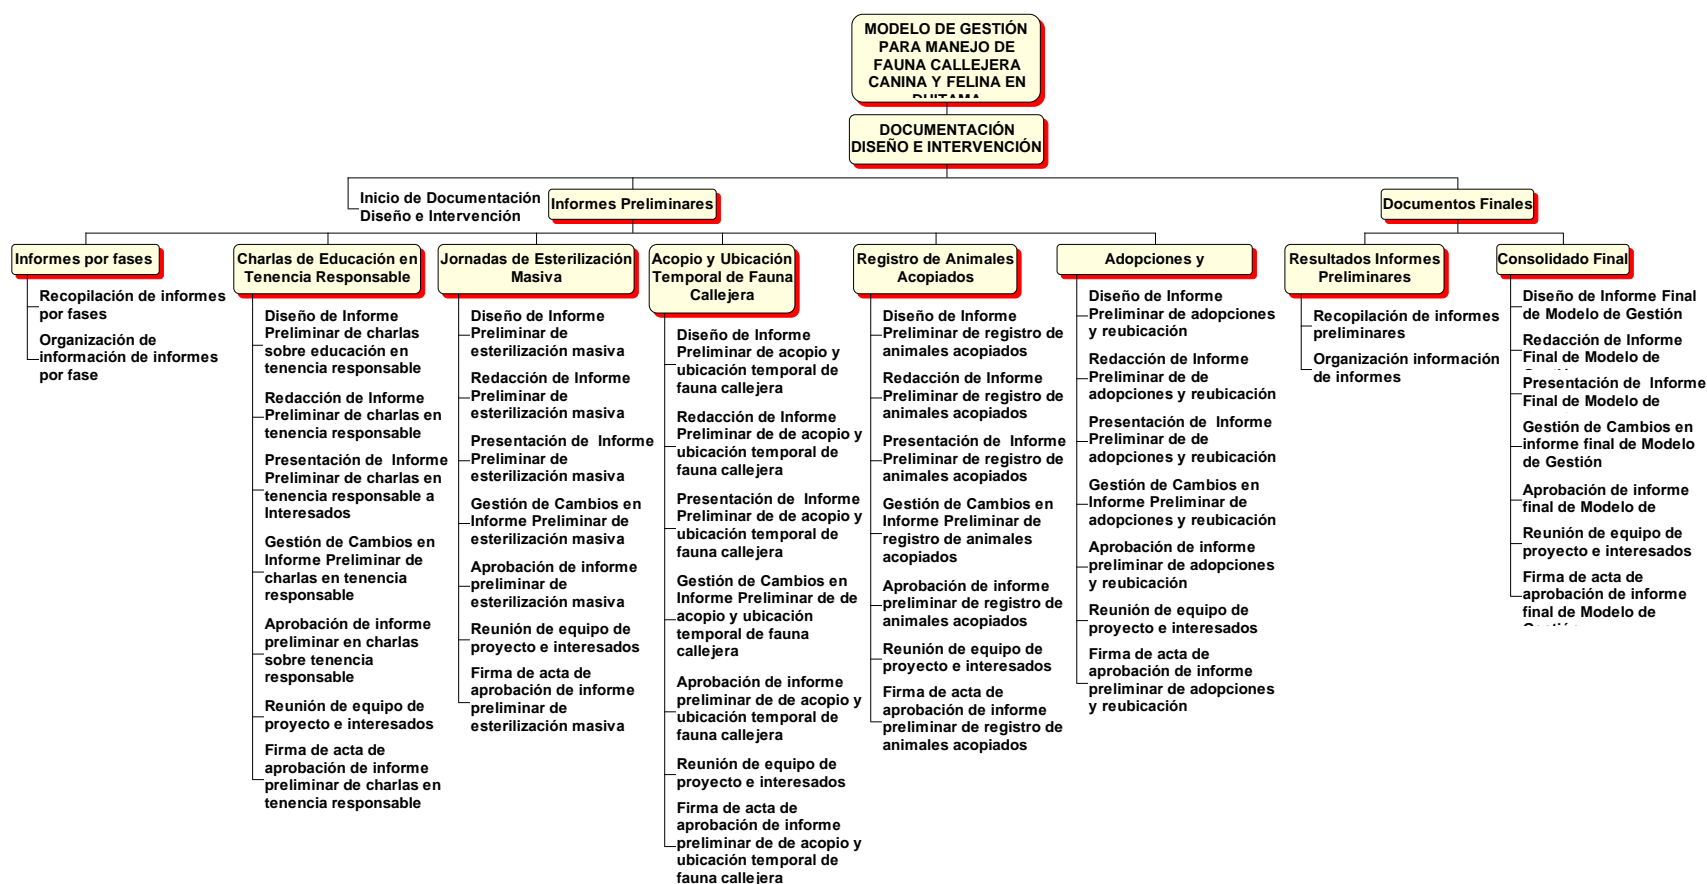 MODELO DE GESTIÓN
PARA MANEJO DE
FAUNA CALLEJERA
CANINA Y FELINA EN
DUITAMA
DOCUMENTACIÓN
DISEÑO E INTERVENCIÓN
Inicio de Documentación
Diseño e Intervención
Informes Preliminares
Documentos Finales
Informes por fases
Recopilación de informes
por fases
Organización de
información de informes
por fase
Charlas de Educación en
Tenencia Responsable
Diseño de Informe
Preliminar de charlas
sobre educación en
tenencia responsable
Redacción de Informe
Preliminar de charlas en
tenencia responsable
Presentación de  Informe
Preliminar de charlas en
tenencia responsable a
Interesados
Gestión de Cambios en
Informe Preliminar de
charlas en tenencia
responsable
Aprobación de informe
preliminar en charlas
sobre tenencia
responsable
Reunión de equipo de
proyecto e interesados
Firma de acta de
aprobación de informe
preliminar de charlas en
tenencia responsable
Jornadas de Esterilización
Masiva
Diseño de Informe
Preliminar de
esterilización masiva
Redacción de Informe
Preliminar de
esterilización masiva
Presentación de  Informe
Preliminar de
esterilización masiva
Gestión de Cambios en
Informe Preliminar de
esterilización masiva
Aprobación de informe
preliminar de
esterilización masiva
Reunión de equipo de
proyecto e interesados
Firma de acta de
aprobación de informe
preliminar de
esterilización masiva
Acopio y Ubicación
Temporal de Fauna
Callejera
Diseño de Informe
Preliminar de acopio y
ubicación temporal de
fauna callejera
Redacción de Informe
Preliminar de de acopio y
ubicación temporal de
fauna callejera
Presentación de  Informe
Preliminar de de acopio y
ubicación temporal de
fauna callejera
Gestión de Cambios en
Informe Preliminar de de
acopio y ubicación
temporal de fauna
callejera
Aprobación de informe
preliminar de de acopio y
ubicación temporal de
fauna callejera
Reunión de equipo de
proyecto e interesados
Firma de acta de
aprobación de informe
preliminar de de acopio y
ubicación temporal de
fauna callejera
Registro de Animales
Acopiados
Diseño de Informe
Preliminar de registro de
animales acopiados
Redacción de Informe
Preliminar de registro de
animales acopiados
Presentación de  Informe
Preliminar de registro de
animales acopiados
Gestión de Cambios en
Informe Preliminar de
registro de animales
acopiados
Aprobación de informe
preliminar de registro de
animales acopiados
Reunión de equipo de
proyecto e interesados
Firma de acta de
aprobación de informe
preliminar de registro de
animales acopiados
Adopciones y
Diseño de Informe
Preliminar de adopciones
y reubicación
Redacción de Informe
Preliminar de de
adopciones y reubicación
Presentación de  Informe
Preliminar de de
adopciones y reubicación
Gestión de Cambios en
Informe Preliminar de
adopciones y reubicación
Aprobación de informe
preliminar de adopciones
y reubicación
Reunión de equipo de
proyecto e interesados
Firma de acta de
aprobación de informe
preliminar de adopciones
y reubicación
Resultados Informes
Preliminares
Recopilación de informes
preliminares
Organización información
de informes
Consolidado Final
Diseño de Informe Final
de Modelo de Gestión
Redacción de Informe
Final de Modelo de
Gestión
Presentación de  Informe
Final de Modelo de
Gestión de Cambios en
informe final de Modelo
de Gestión
Aprobación de informe
final de Modelo de
Reunión de equipo de
proyecto e interesados
Firma de acta de
aprobación de informe
final de Modelo de
Gestión